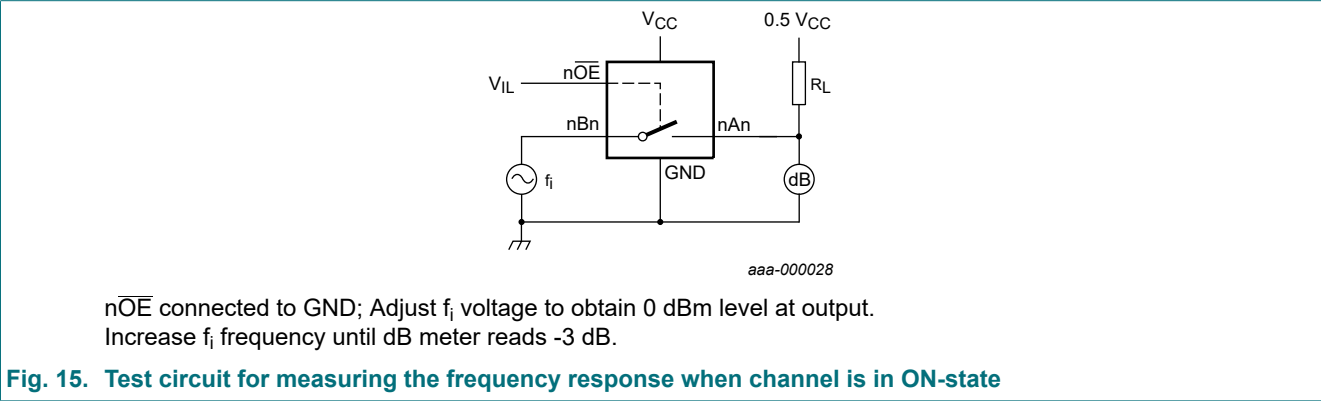 VCC
0.5 VCC
VIL
nO̅E̅
RL
nBn
nAn
fi
GND
dB
aaa-000028
nO̅E̅ connected to GND; Adjust fi voltage to obtain 0 dBm level at output.
Increase fi frequency until dB meter reads -3 dB.
Fig. 15. Test circuit for measuring the frequency response when channel is in ON-state